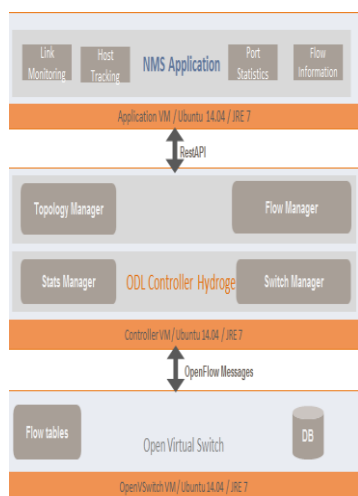 Link
Monitoring
Host
Tracking
NMS Application
Port
Statistics
Flow
Information
Application VM / Ubuntu 14.04 / JRE 7
RestAPI
Topology Manager
Flow Manager
Stats Manager
ODL Controller Hydroge
Switch Manager
Controller VM/ Ubuntu 14.04 / JRE 7
OpenFlow Messages
Flow tables
Open Virtual Switch
DB
OpenVSwitch VM/ Ubuntu 14.04 / JRE 7